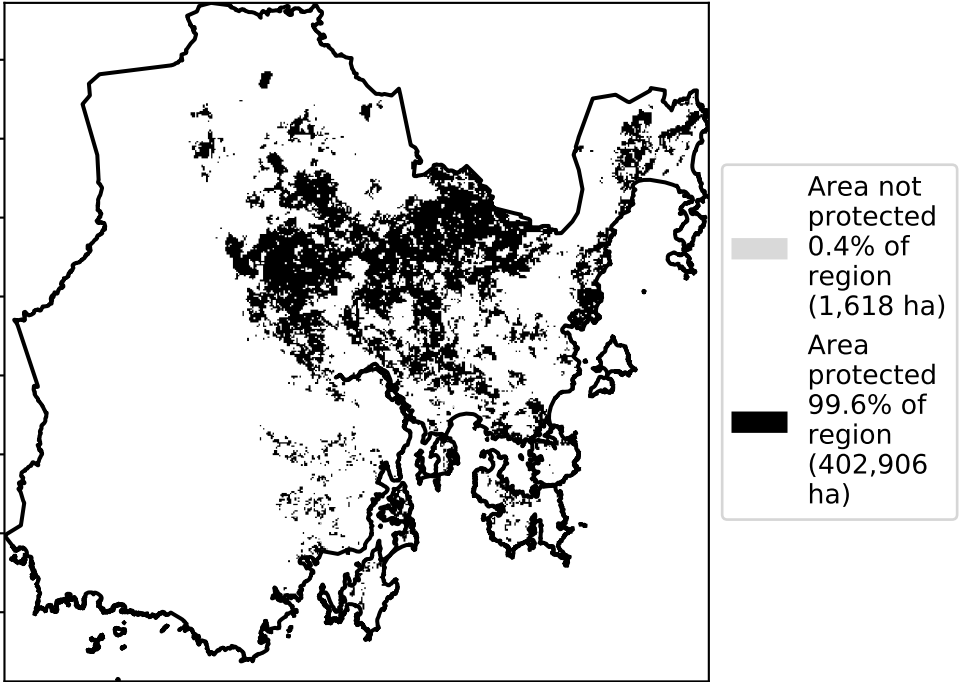 Area not
protected
0.4% of
region
(1,618 ha)
Area
protected
99.6% of
region
(402,906
ha)